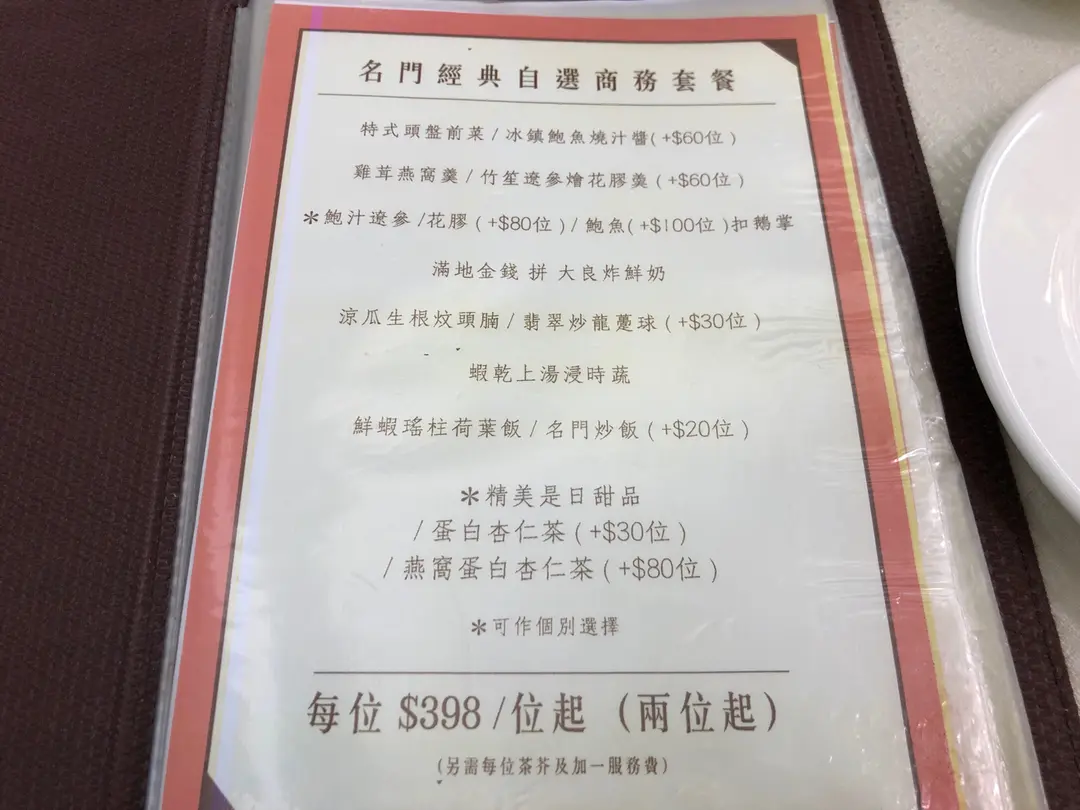 名門經典自選商務套餐
特式頭盤前菜 / 冰鎮鮑魚燒汁醬( +$60位 )
雞茸燕窩羹 / 竹笙遼參燴花膠羹 ( +$60位 )
*鮑汁遼參 /花膠 ( +$80位 ) / 鮑魚( +$100位 )扣鵝掌
滿地金錢 拼 大良炸鮮奶
涼瓜生根炆頭腩 / 翡翠炒龍躉球 ( +$30位 )
蝦乾上湯浸時蔬
鮮蝦瑤柱荷葉飯 / 名門炒飯 ( +$20位 )
*精美是日甜品
/ 蛋白杏仁茶 ( +$30位 )
/ 燕窩蛋白杏仁茶 ( +$80位 )
*可作個別選擇
每位 $398 /位起 （兩位起）
(另需每位茶芥及加一服務費)